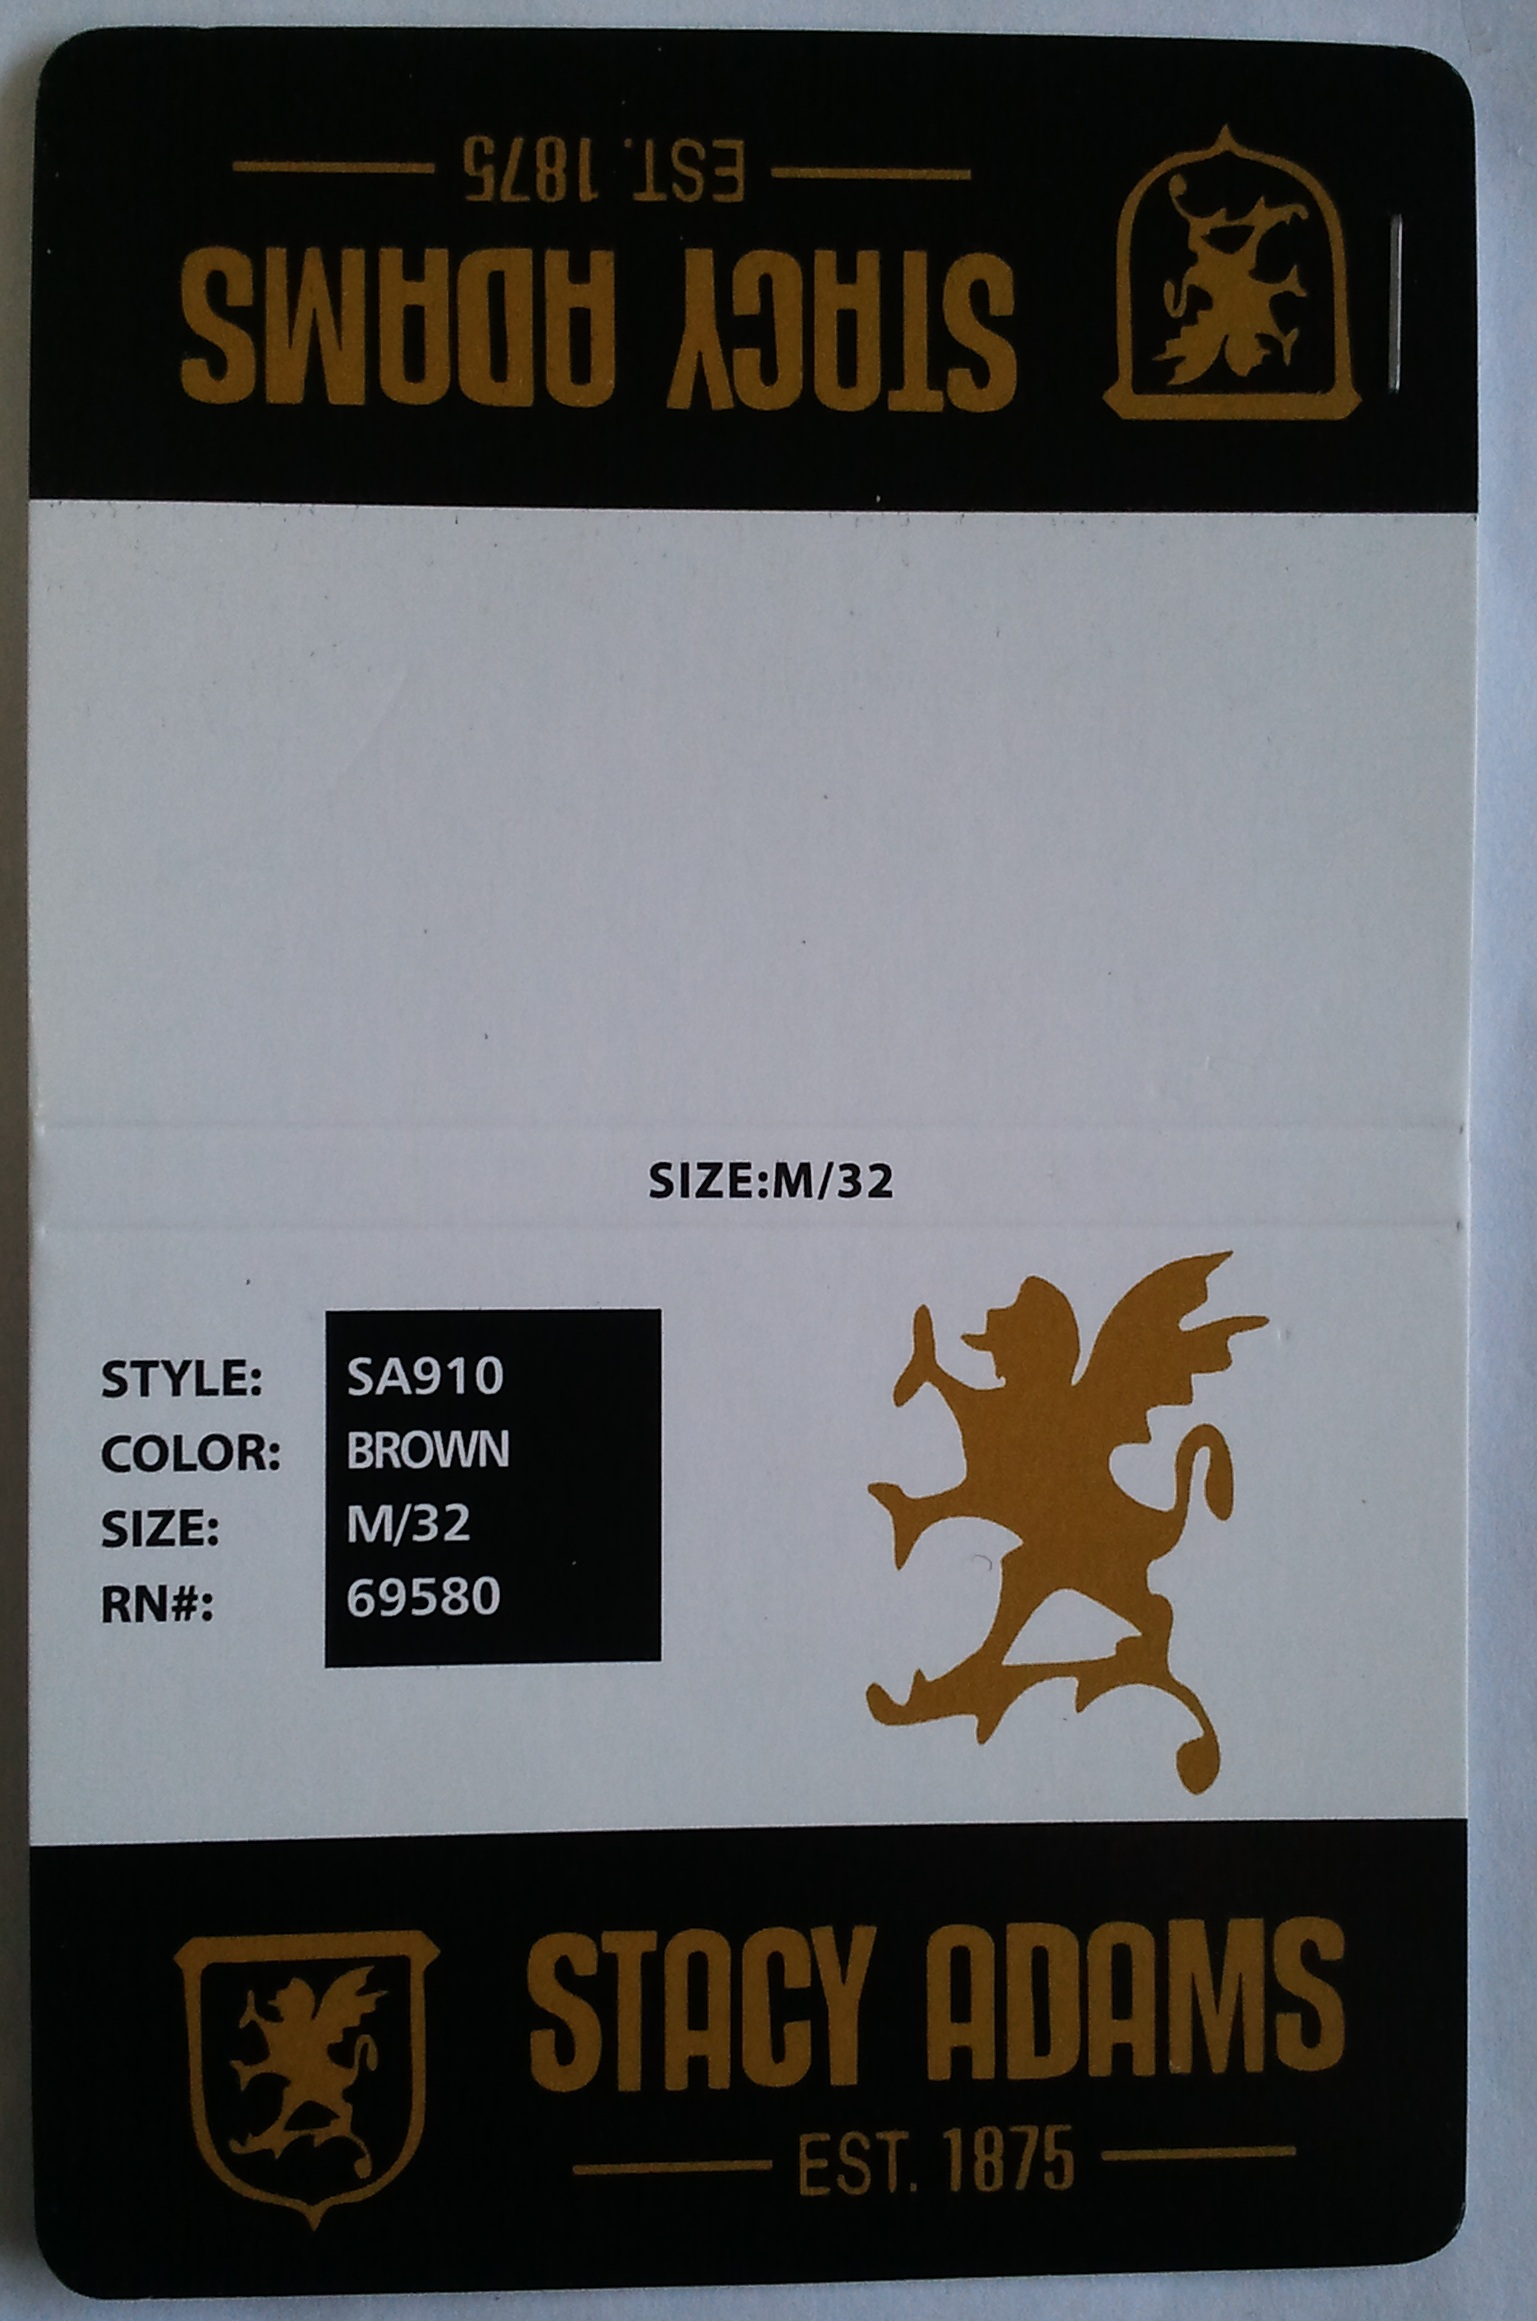 STACY ADAMS
EST. 1875
SIZE:M/32
STYLE: SA910
COLOR: BROWN
SIZE: M/32
RN#: 69580
STACY ADAMS
EST. 1875